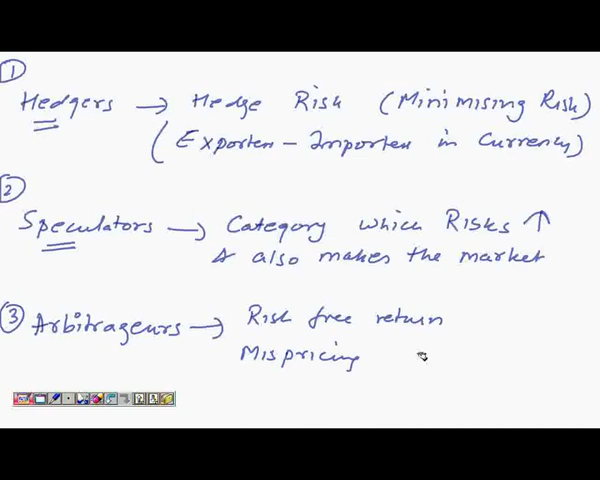 ①
Hedgers → Hedge Risk (Minimising Risk)
(Exporter - Importer in Currency)
②
Speculators → Category which Risks ↑
& also makes the market
③ Arbitrageurs → Risk free return
Mispricing